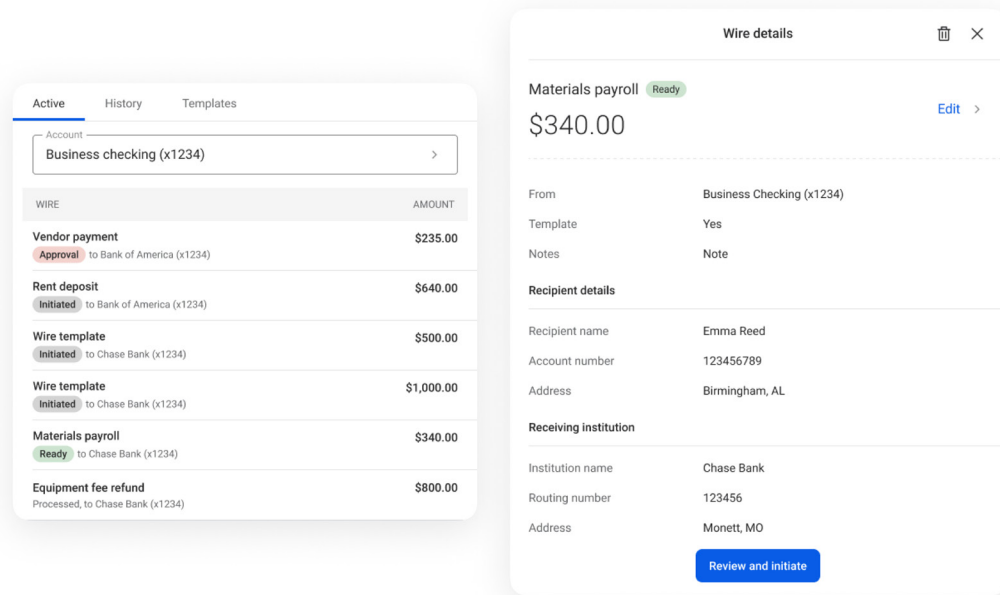 Active History Templates
Account
Business checking (x1234)
WIRE AMOUNT
Vendor payment $235.00
Approval to Bank of America (x1234)
Rent deposit $640.00
Initiated to Bank of America (x1234)
Wire template $500.00
Initiated to Chase Bank (x1234)
Wire template $1,000.00
Initiated to Chase Bank (x1234)
Materials payroll $340.00
Ready to Chase Bank (x1234)
Equipment fee refund $800.00
Processed, to Chase Bank (x1234)
Wire details
Materials payroll Ready
$340.00
Edit
From Business Checking (x1234)
Template Yes
Notes Note
Recipient details
Recipient name Emma Reed
Account number 123456789
Address Birmingham, AL
Receiving institution
Institution name Chase Bank
Routing number 123456
Address Monett, MO
Review and initiate